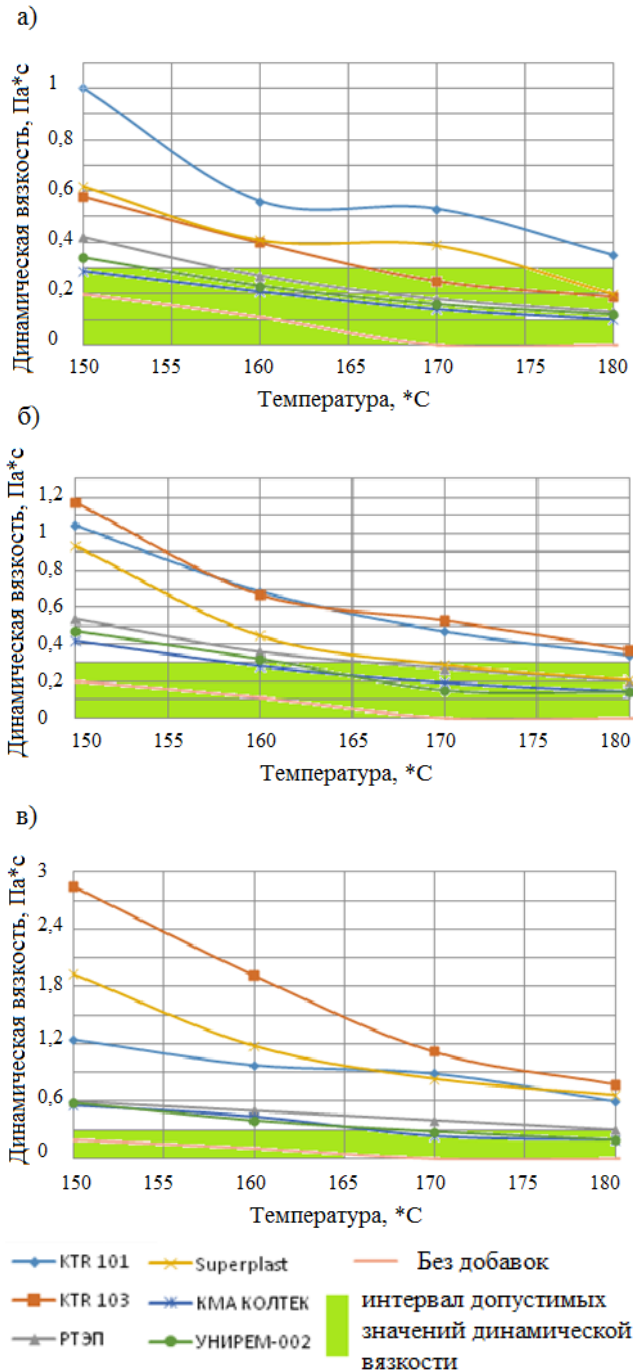 а)
Динамическая вязкость, Па*с
1
0,8
0,6
0,4
0,2
0
150 155 160 165 170 175 180
Температура, *С
б)
Динамическая вязкость, Па*с
1,2
1
0,8
0,6
0,4
0,2
0
150 155 160 165 170 175 180
Температура, *С
в)
Динамическая вязкость, Па*с
3
2,4
1,8
1,2
0,6
0
150 155 160 165 170 175 180
Температура, *С
KTR 101 Superplast Без добавок
KTR 103 КМА КОЛТЕК интервал допустимых
РТЭП УНИРЕМ-002 значений динамической
вязкости